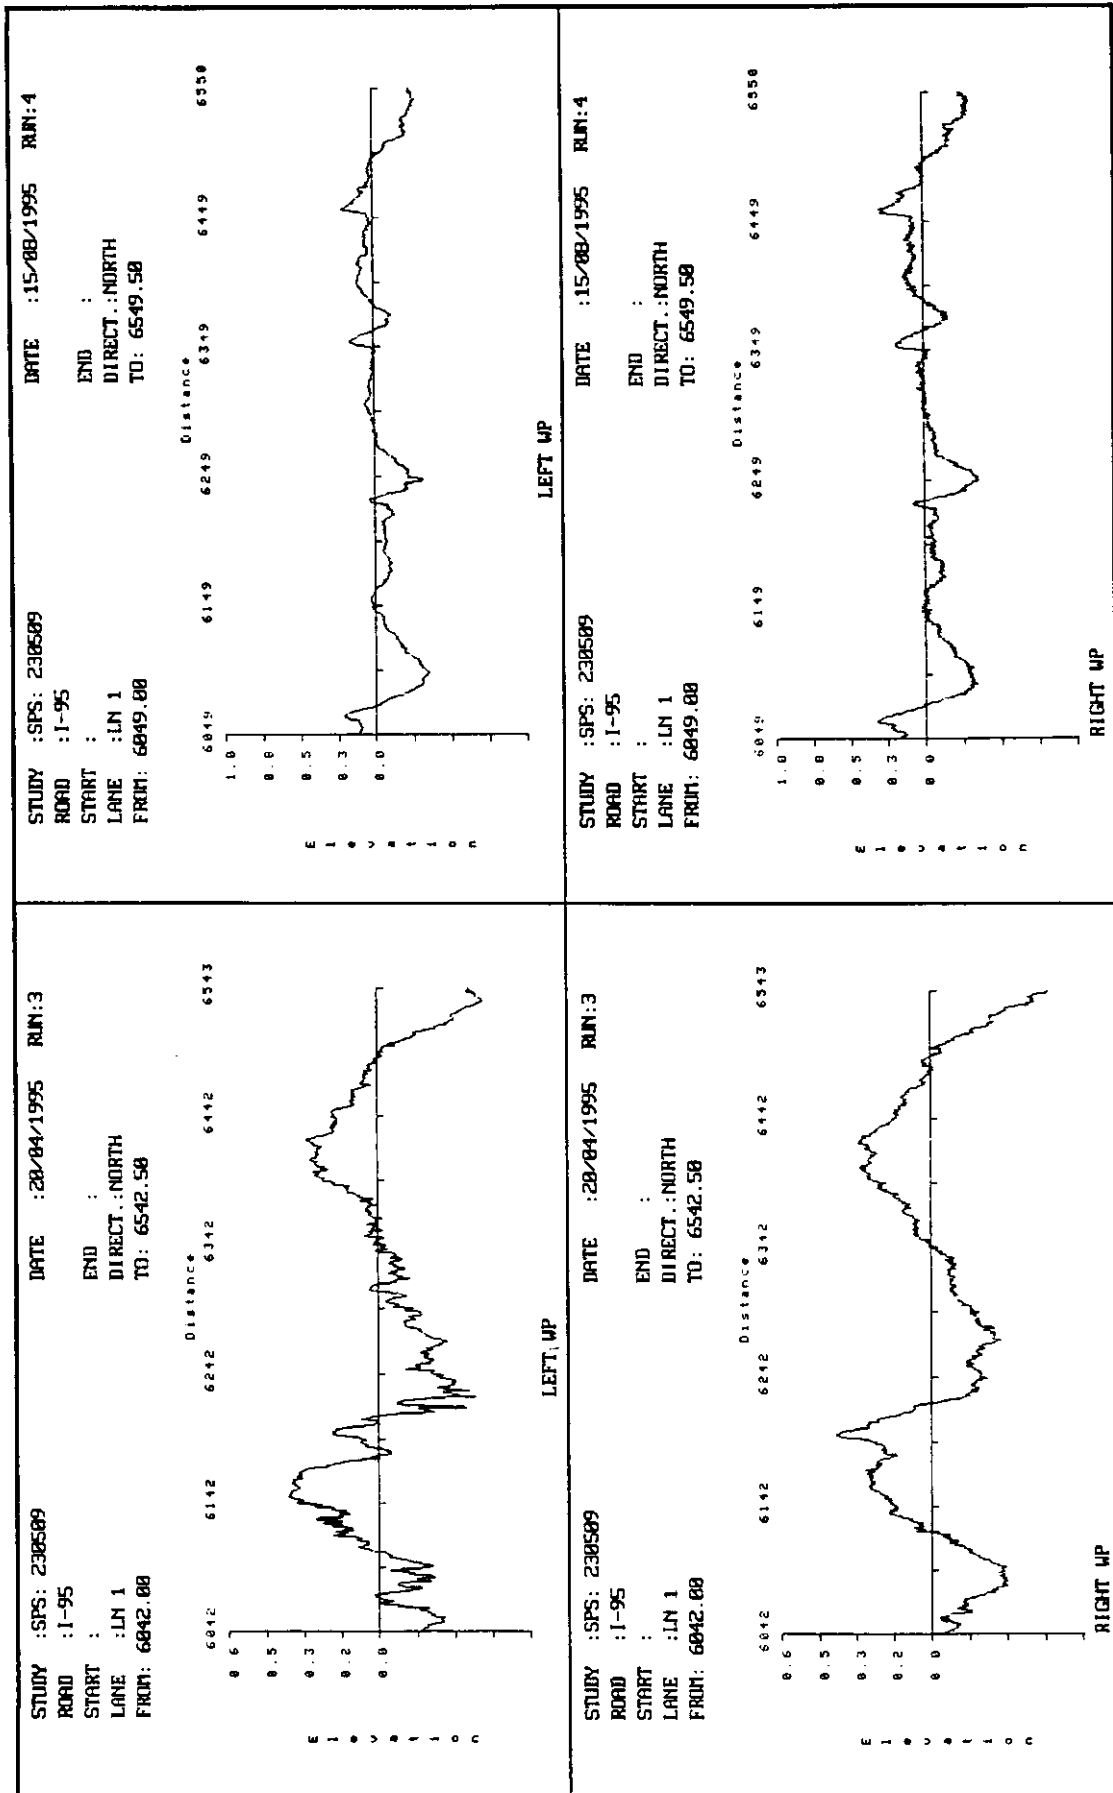 STUDY :SPS: 230509 DATE :20/04/1995 RUN:3
ROAD :I-95
START : END :
LANE :LN 1 DIRECT.:NORTH
FROM: 6042.00 TO: 6542.50
Distance
6042 6142 6242 6342 6442 6543
0.6
0.5
0.3
0.2
0.0
Elevation
LEFT WP
STUDY :SPS: 230509 DATE :15/08/1995 RUN:4
ROAD :I-95
START : END :
LANE :LN 1 DIRECT.:NORTH
FROM: 6049.00 TO: 6549.50
Distance
6049 6149 6249 6349 6449 6550
1.0
0.8
0.5
0.3
0.0
Elevation
LEFT WP
STUDY :SPS: 230509 DATE :20/04/1995 RUN:3
ROAD :I-95
START : END :
LANE :LN 1 DIRECT.:NORTH
FROM: 6042.00 TO: 6542.50
Distance
6042 6142 6242 6342 6442 6543
0.6
0.5
0.3
0.2
0.0
Elevation
RIGHT WP
STUDY :SPS: 230509 DATE :15/08/1995 RUN:4
ROAD :I-95
START : END :
LANE :LN 1 DIRECT.:NORTH
FROM: 6049.00 TO: 6549.50
Distance
6049 6149 6249 6349 6449 6550
1.0
0.8
0.5
0.3
0.0
Elevation
RIGHT WP